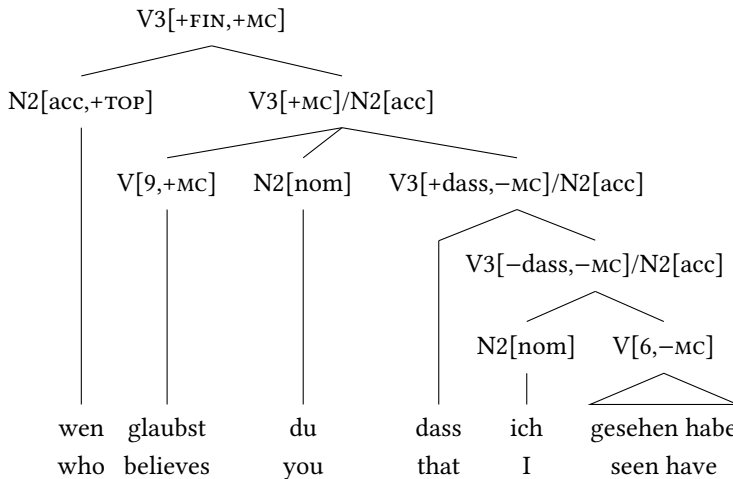 V3[+FIN,+MC]
N2[acc,+TOP] V3[+MC]/N2[acc]
V[9,+MC] N2[nom] V3[+dass,−MC]/N2[acc]
V3[−dass,−MC]/N2[acc]
N2[nom] V[6,−MC]
wen glaubst du dass ich gesehen habe
who believes you that I seen have